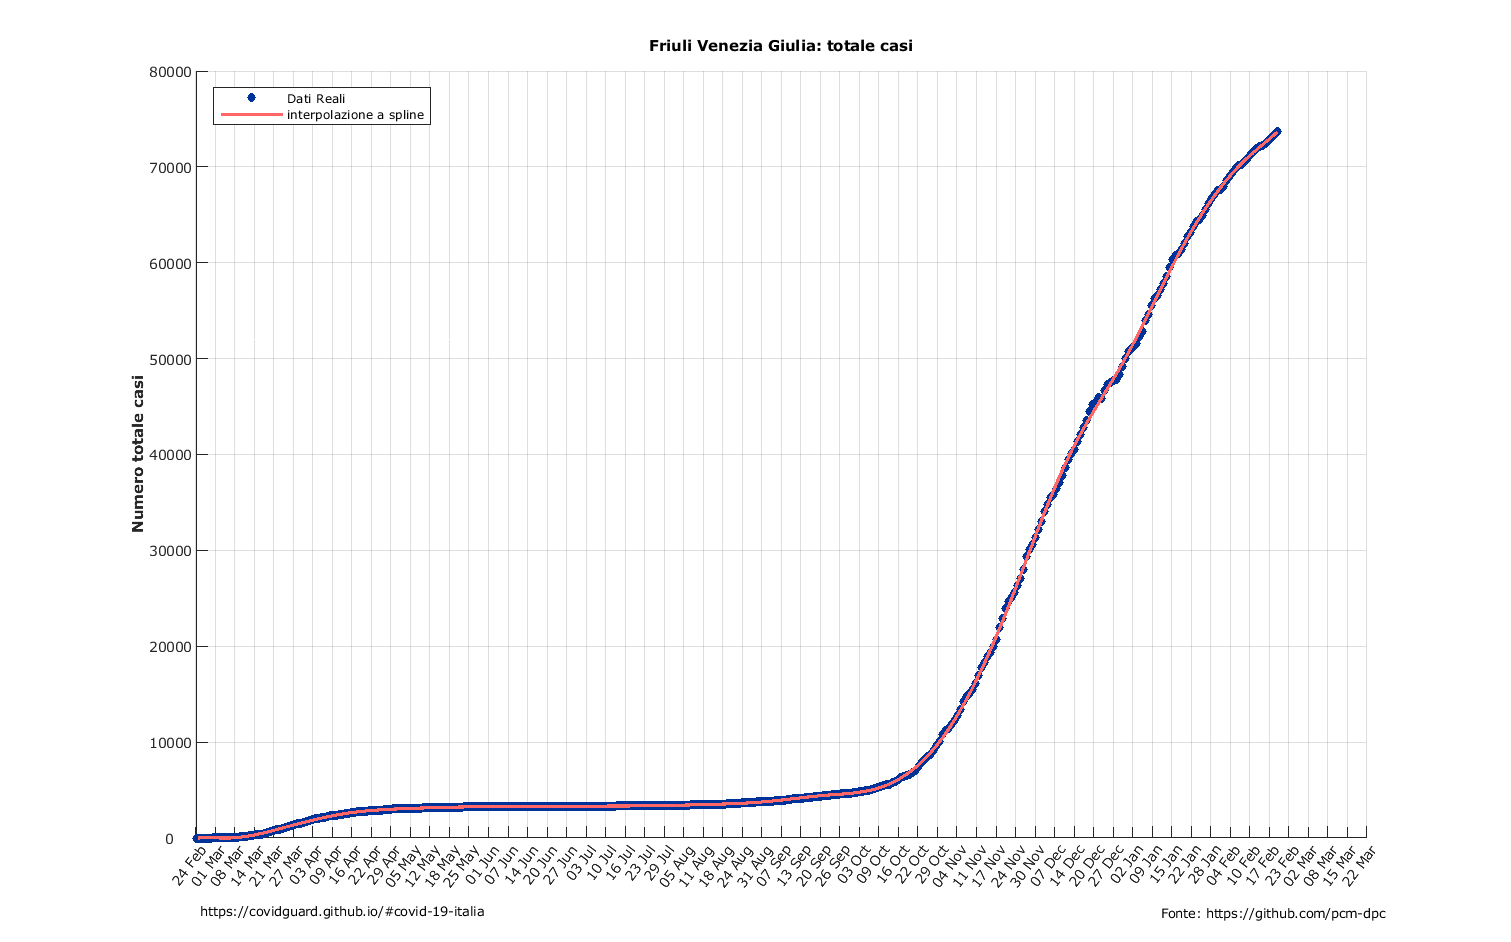 Friuli Venezia Giulia: totale casi
Dati Reali
interpolazione a spline
Numero totale casi
80000
70000
60000
50000
40000
30000
20000
10000
0
24 Feb
01 Mar
08 Mar
14 Mar
21 Mar
27 Mar
03 Apr
09 Apr
16 Apr
22 Apr
29 Apr
05 May
12 May
18 May
25 May
01 Jun
07 Jun
14 Jun
20 Jun
27 Jun
03 Jul
10 Jul
16 Jul
23 Jul
29 Jul
05 Aug
11 Aug
18 Aug
24 Aug
31 Aug
07 Sep
13 Sep
20 Sep
26 Sep
03 Oct
09 Oct
16 Oct
22 Oct
29 Oct
04 Nov
11 Nov
17 Nov
24 Nov
30 Nov
07 Dec
14 Dec
20 Dec
27 Dec
02 Jan
09 Jan
15 Jan
22 Jan
28 Jan
04 Feb
10 Feb
17 Feb
23 Feb
02 Mar
08 Mar
15 Mar
22 Mar
https://covidguard.github.io/#covid-19-italia
Fonte: https://github.com/pcm-dpc